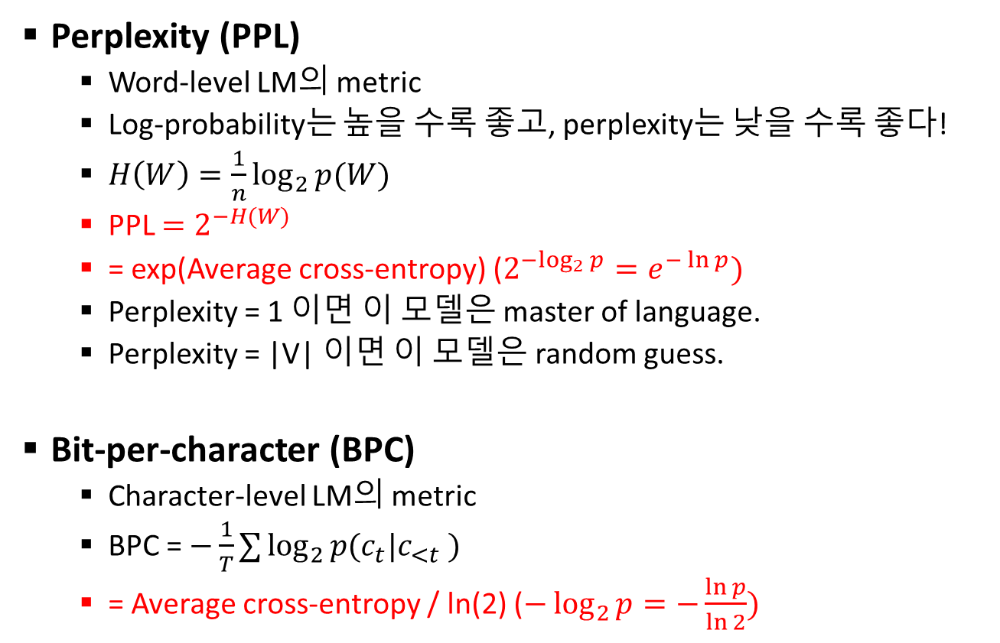 ▪ Perplexity (PPL)
▪ Word-level LM의 metric
▪ Log-probability는 높을 수록 좋고, perplexity는 낮을 수록 좋다!
▪ $H(W) = \frac{1}{n}\log_2 p(W)$
▪ PPL $= 2^{-H(W)}$
▪ = exp(Average cross-entropy) ($2^{-\log_2 p} = e^{-\ln p}$)
▪ Perplexity = 1 이면 이 모델은 master of language.
▪ Perplexity = |V| 이면 이 모델은 random guess.
▪ Bit-per-character (BPC)
▪ Character-level LM의 metric
▪ BPC = $-\frac{1}{T}\sum \log_2 p(c_t|c_{<t})$
▪ = Average cross-entropy / ln(2) ($-\log_2 p = -\frac{\ln p}{\ln 2}$)